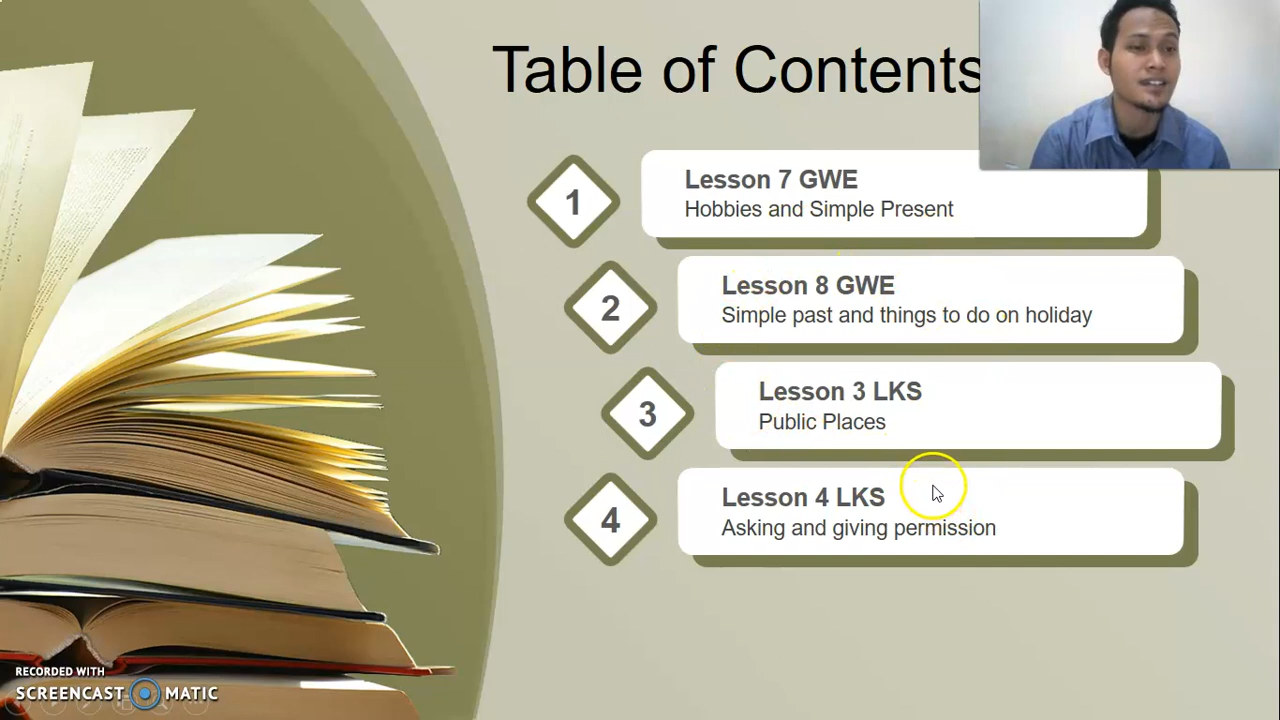 Table of Contents
1
Lesson 7 GWE
Hobbies and Simple Present
2
Lesson 8 GWE
Simple past and things to do on holiday
3
Lesson 3 LKS
Public Places
4
Lesson 4 LKS
Asking and giving permission
RECORDED WITH
SCREENCAST MATIC